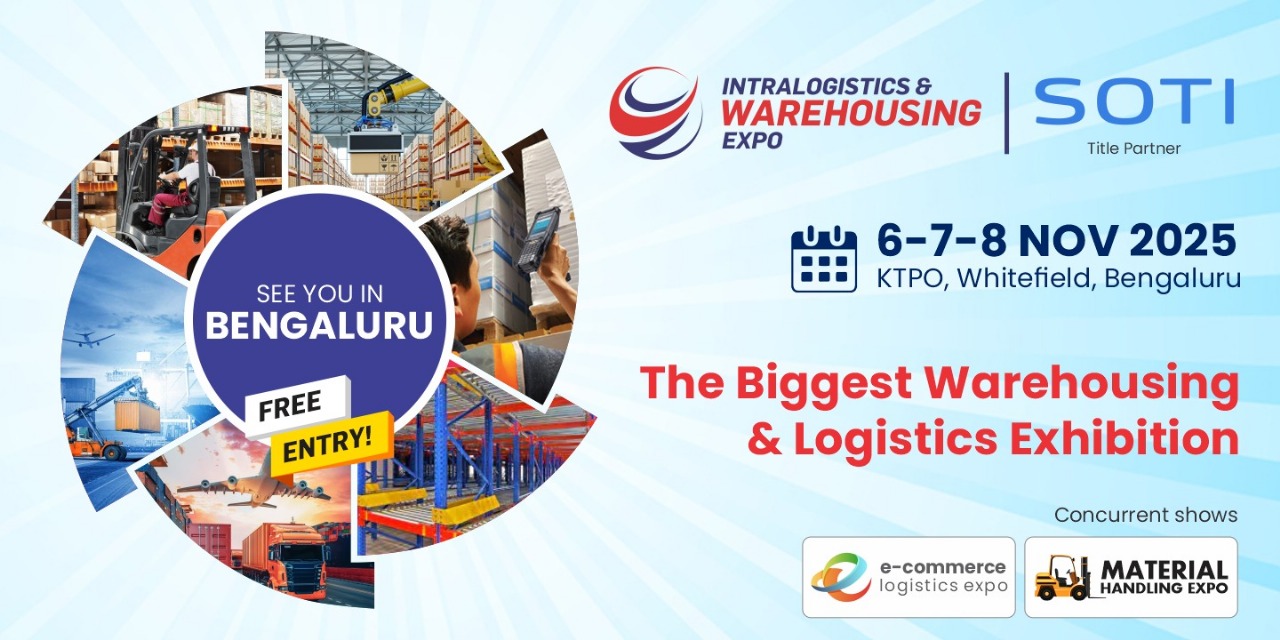 INTRALOGISTICS &
WAREHOUSING
EXPO
SOTI
Title Partner
6-7-8 NOV 2025
KTPO, Whitefield, Bengaluru
SEE YOU IN
BENGALURU
FREE
ENTRY!
The Biggest Warehousing
& Logistics Exhibition
Concurrent shows
e-commerce
logistics expo
MATERIAL
HANDLING EXPO